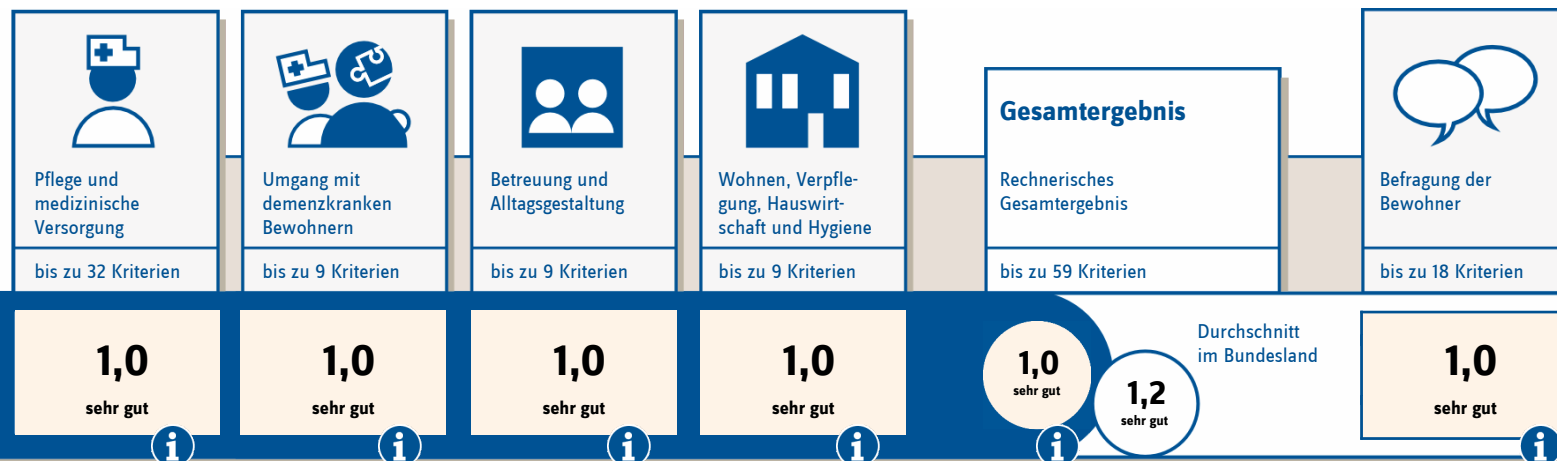 Pflege und
medizinische
Versorgung
bis zu 32 Kriterien
1,0
sehr gut
i
Umgang mit
demenzkranken
Bewohnern
bis zu 9 Kriterien
1,0
sehr gut
i
Betreuung und
Alltagsgestaltung
bis zu 9 Kriterien
1,0
sehr gut
i
Wohnen, Verpfle-
gung, Hauswirt-
schaft und Hygiene
bis zu 9 Kriterien
1,0
sehr gut
i
Gesamtergebnis
Rechnerisches
Gesamtergebnis
bis zu 59 Kriterien
1,0
sehr gut
i
Durchschnitt
im Bundesland
1,2
sehr gut
Befragung der
Bewohner
bis zu 18 Kriterien
1,0
sehr gut
i